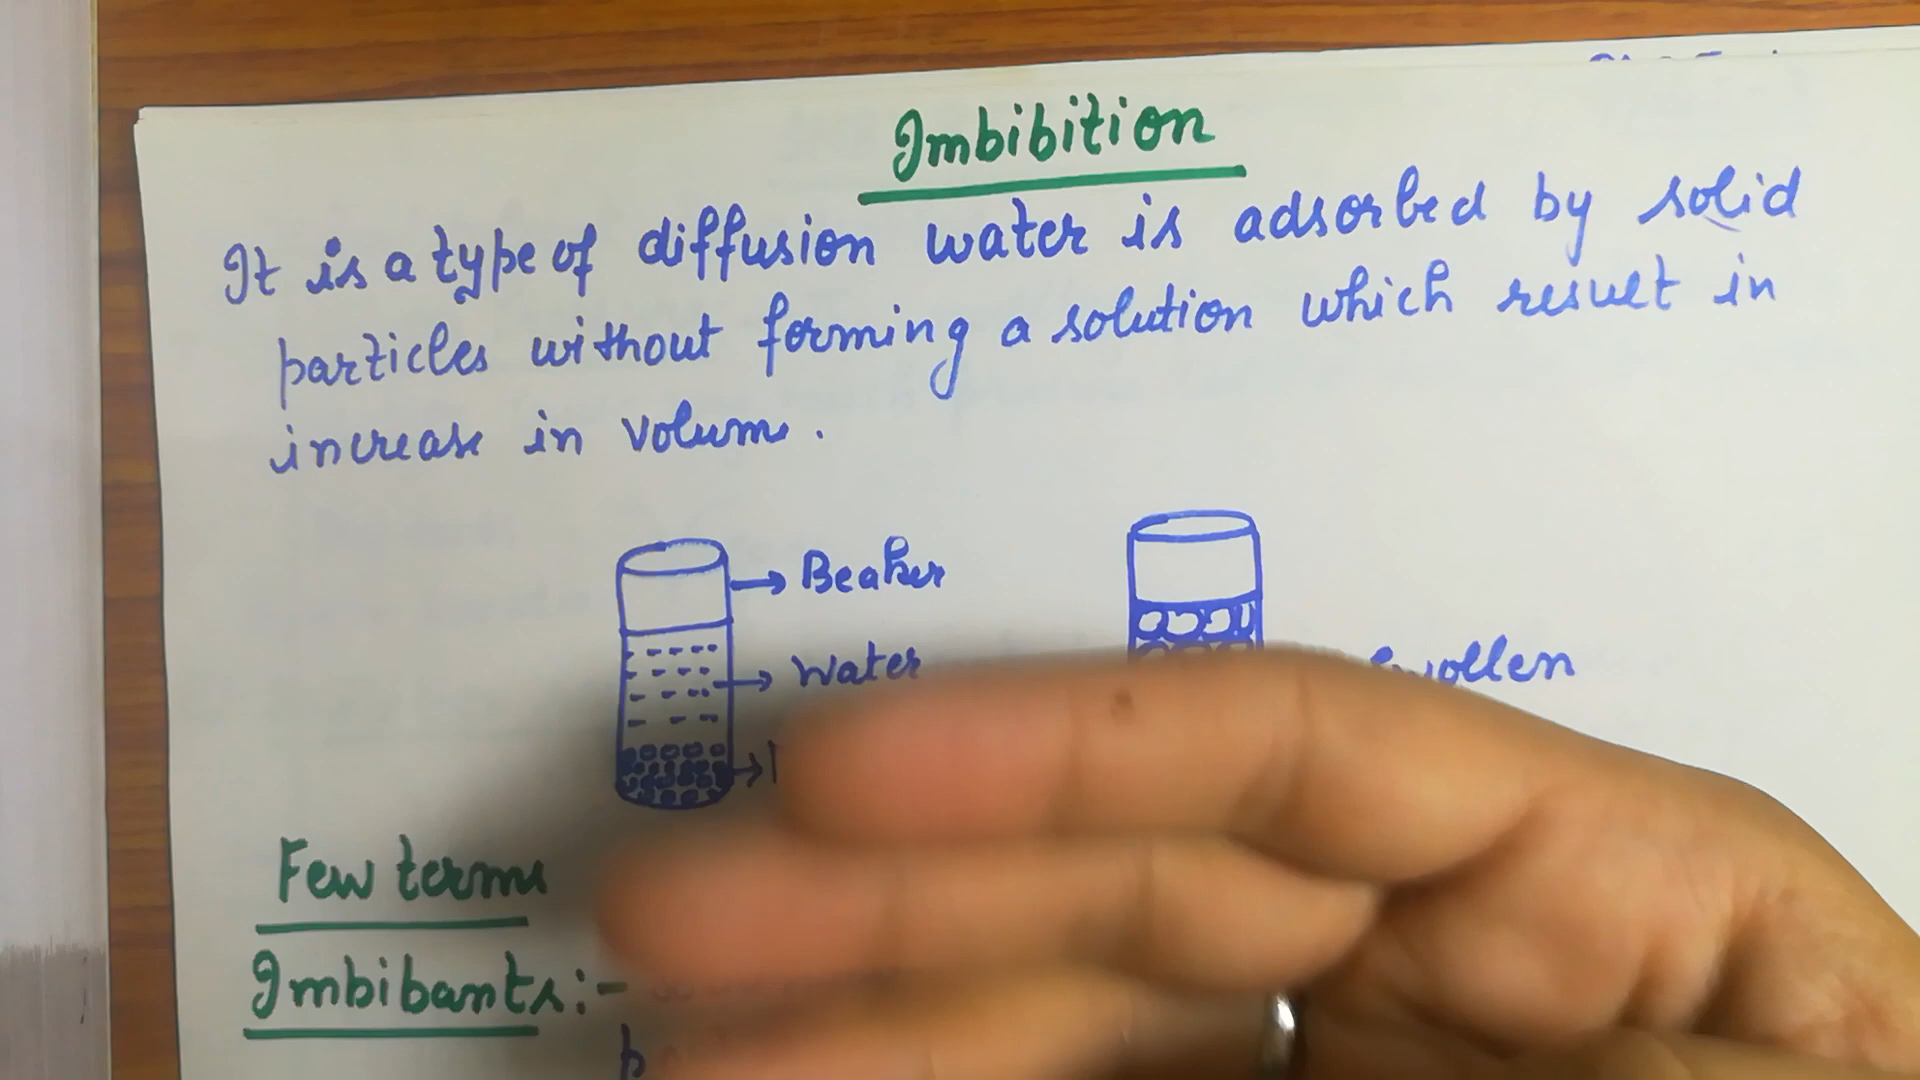 Imbibition
It is a type of diffusion water is adsorbed by solid
particles without forming a solution which result in
increase in volume.
Beaker
Water
Few terms
Imbibants:-